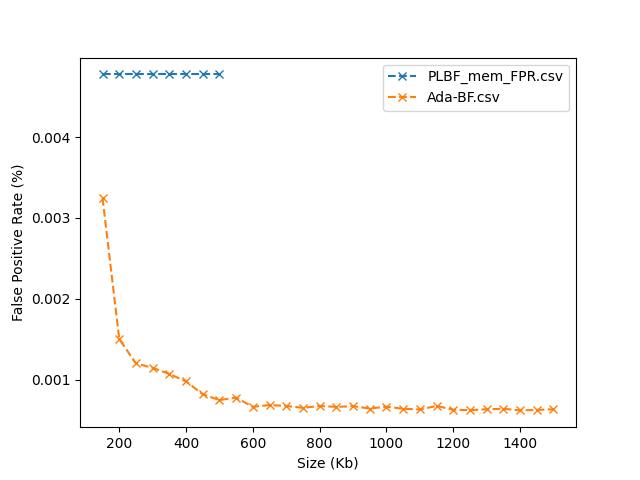 PLBF_mem_FPR.csv
Ada-BF.csv
False Positive Rate (%)
0.004
0.003
0.002
0.001
200 400 600 800 1000 1200 1400
Size (Kb)